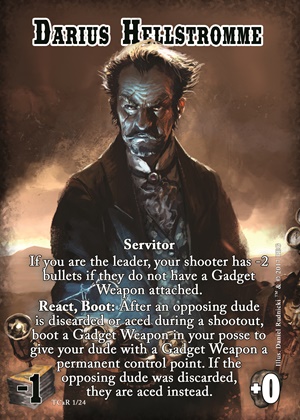 DARIUS HELLSTROMME
Servitor
If you are the leader, your shooter has -2
bullets if they do not have a Gadget
Weapon attached.
React, Boot: After an opposing dude
is discarded or aced during a shootout,
boot a Gadget Weapon in your posse to
give your dude with a Gadget Weapon a
permanent control point. If the
opposing dude was discarded,
they are aced instead.
-1
TCaR 1/24
+0